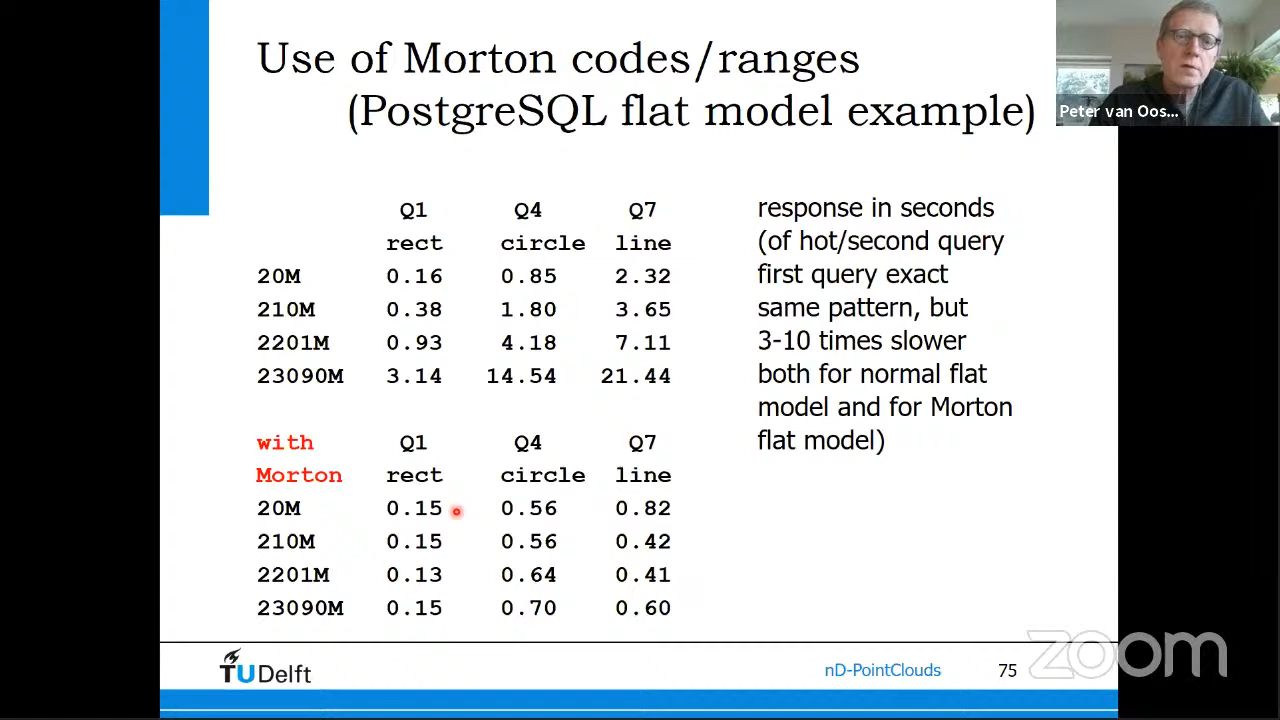 Use of Morton codes/ranges
(PostgreSQL flat model example)
Peter van Oos...
Q1 Q4 Q7
rect circle line
20M 0.16 0.85 2.32
210M 0.38 1.80 3.65
2201M 0.93 4.18 7.11
23090M 3.14 14.54 21.44
with Q1 Q4 Q7
Morton rect circle line
20M 0.15 0.56 0.82
210M 0.15 0.56 0.42
2201M 0.13 0.64 0.41
23090M 0.15 0.70 0.60
response in seconds
(of hot/second query
first query exact
same pattern, but
3-10 times slower
both for normal flat
model and for Morton
flat model)
TU Delft
nD-PointClouds 75
zoom